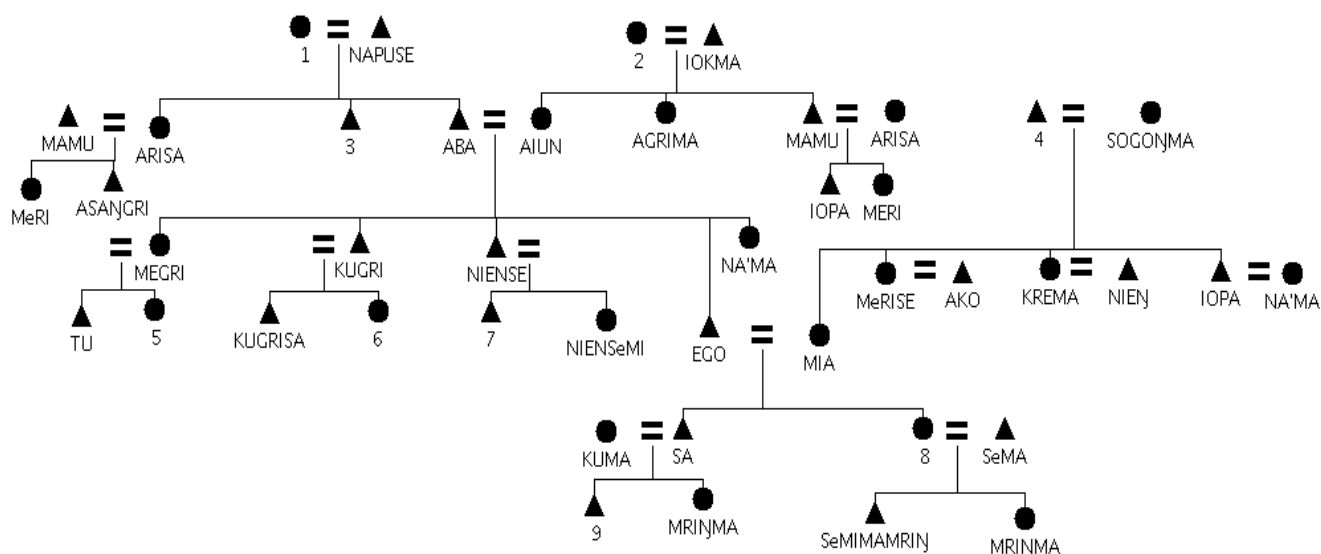 1 NAPUSE 2 IOKMA
MAMU ARISA 3 ABA AIUN AGRIMA MAMU ARISA 4 SOGOŊMA
MeRI ASAŊGRI IOPA MERI
MEGRI KUGRI NIENSE NA'MA MeRISE AKO KREMA NIEŊ IOPA NA'MA
TU 5 KUGRISA 6 7 NIENSeMI EGO MIA
KUMA SA 8 SeMA
9 MRIŊMA SeMIMAMRIŊ MRINMA